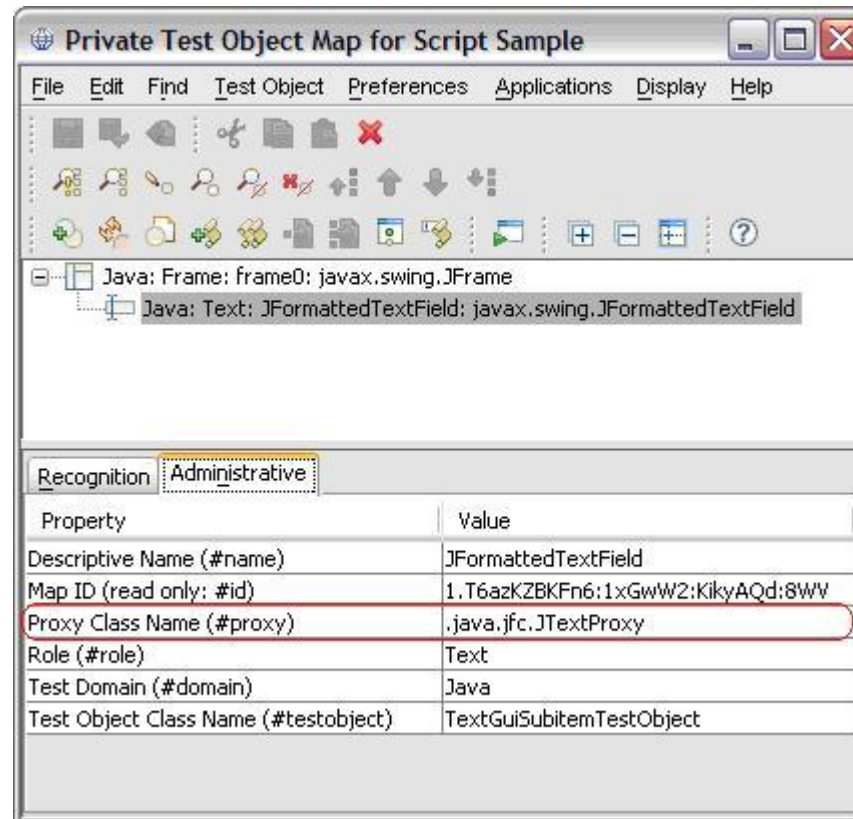 Private Test Object Map for Script Sample
File Edit Find Test Object Preferences Applications Display Help
Java: Frame: frame0: javax.swing.JFrame
Java: Text: JFormattedTextField: javax.swing.JFormattedTextField
Recognition Administrative
Property Value
Descriptive Name (#name) JFormattedTextField
Map ID (read only: #id) 1.T6azKZBKFn6:1xGwW2:KikyAQd:8WV
Proxy Class Name (#proxy) .java.jfc.JTextProxy
Role (#role) Text
Test Domain (#domain) Java
Test Object Class Name (#testobject) TextGuiSubitemTestObject